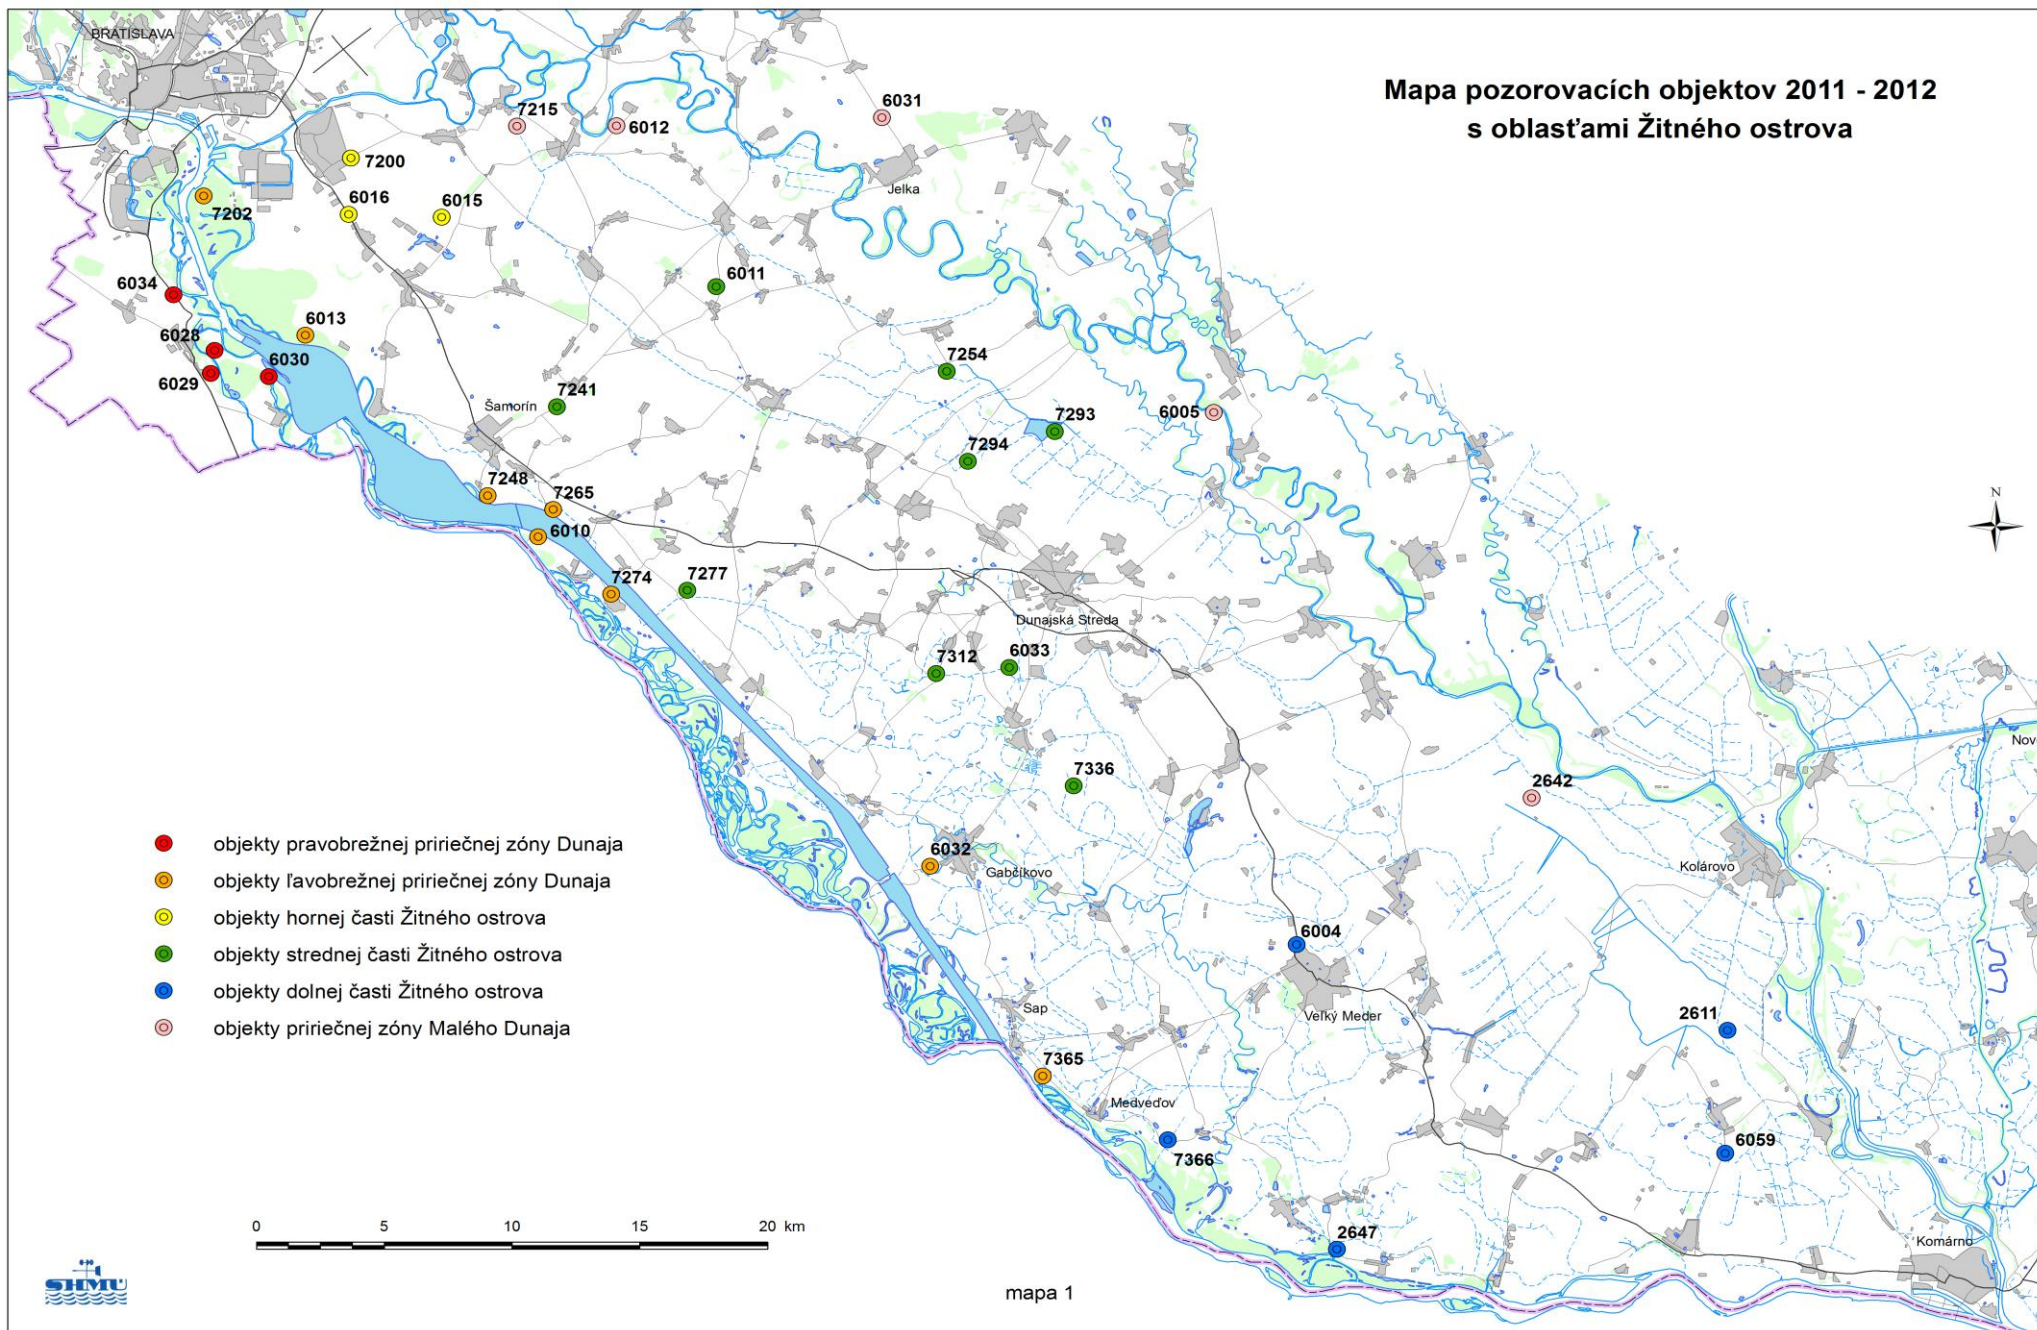 BRATISLAVA
Mapa pozorovacích objektov 2011 - 2012
s oblasťami Žitného ostrova
7215
6012
6031
7200
Jelka
6016
6015
7202
6011
6034
6013
6028
6030
7254
6029
7241
Šamorín
6005
7293
7294
7248
7265
N
6010
7274
7277
Dunajská Streda
7312
6033
Nov
7336
2642
objekty pravobrežnej pririečnej zóny Dunaja
objekty ľavobrežnej pririečnej zóny Dunaja
objekty hornej časti Žitného ostrova
objekty strednej časti Žitného ostrova
objekty dolnej časti Žitného ostrova
objekty pririečnej zóny Malého Dunaja
6032
Gabčíkovo
Kolárovo
6004
Veľký Meder
Sap
2611
7365
Medveďov
7366
6059
0 5 10 15 20 km
2647
Komárno
SHMÚ
mapa 1